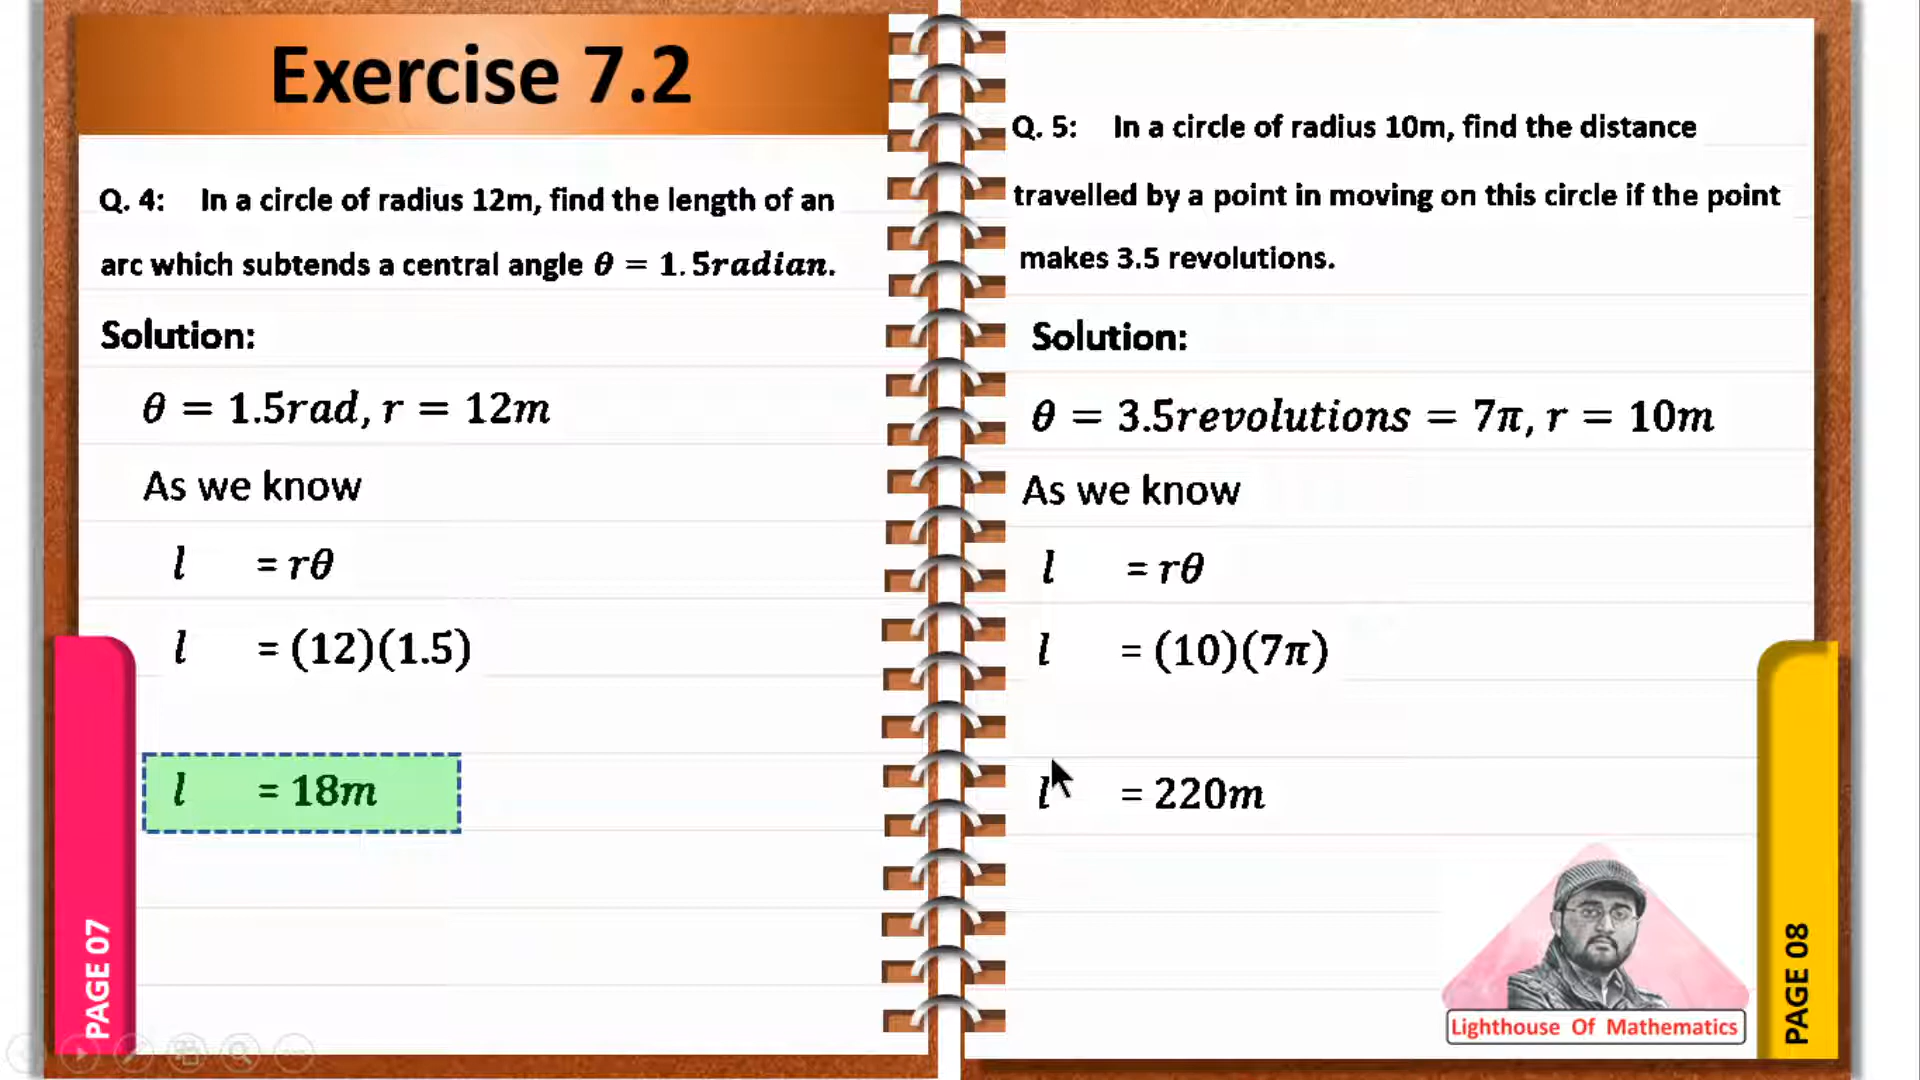 Exercise 7.2
Q. 4: In a circle of radius 12m, find the length of an
arc which subtends a central angle θ = 1.5radian.
Solution:
θ = 1.5rad, r = 12m
As we know
l = rθ
l = (12)(1.5)
l = 18m
PAGE 07
Q. 5: In a circle of radius 10m, find the distance
travelled by a point in moving on this circle if the point
makes 3.5 revolutions.
Solution:
θ = 3.5revolutions = 7π, r = 10m
As we know
l = rθ
l = (10)(7π)
l = 220m
Lighthouse Of Mathematics
PAGE 08